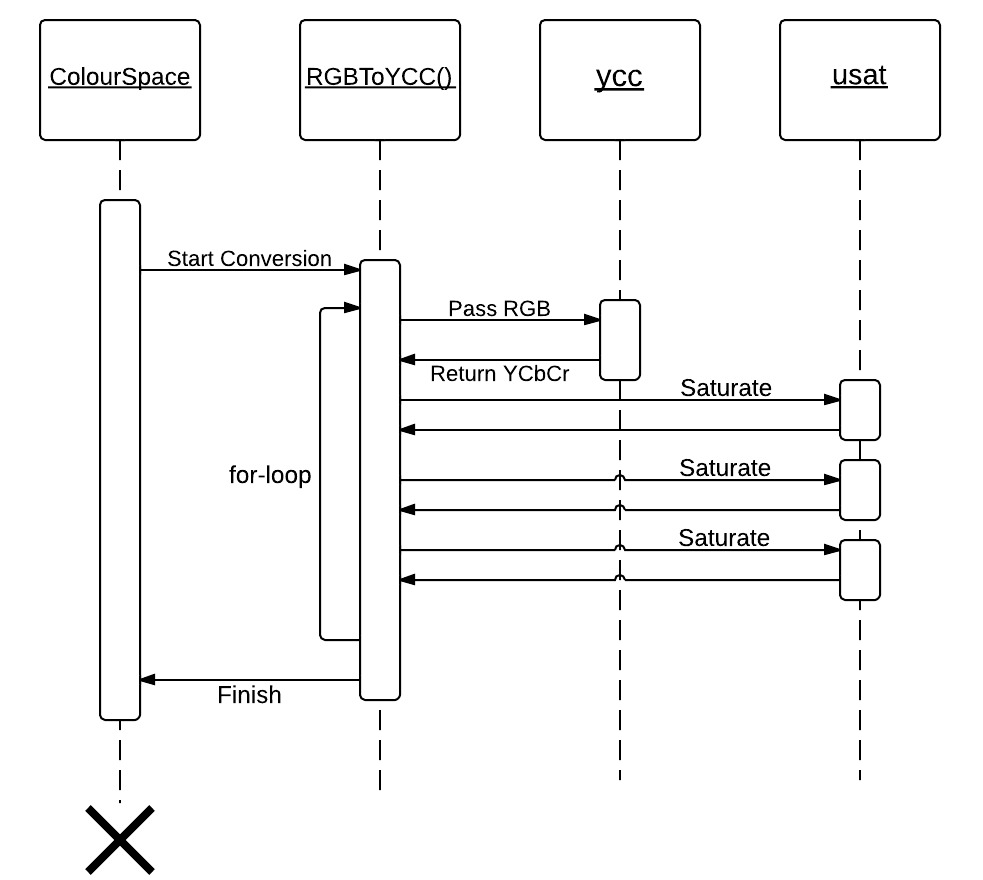 ColourSpace
RGBToYCC()
ycc
usat
Start Conversion
Pass RGB
Return YCbCr
Saturate
for-loop
Saturate
Saturate
Finish